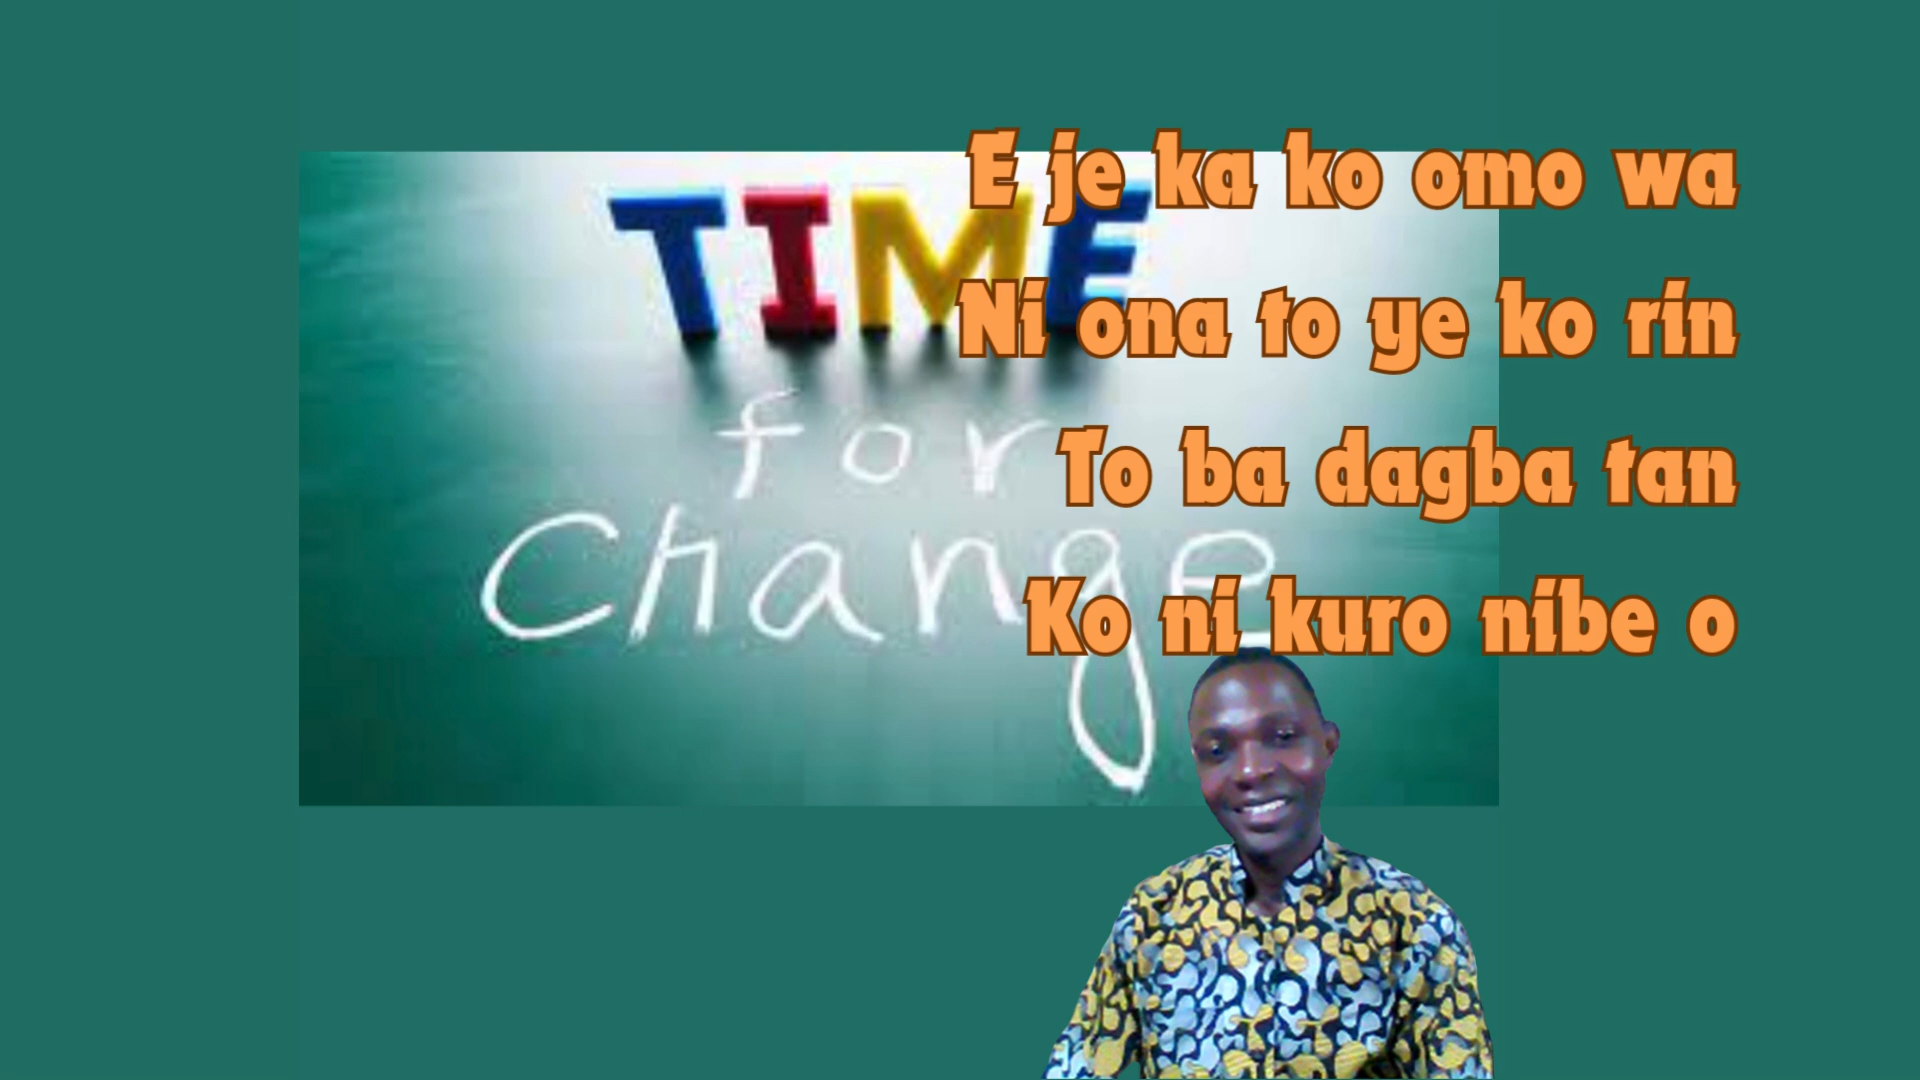 TIME
for
Change
E je ka ko omo wa
Ni ona to ye ko rin
To ba dagba tan
Ko ni kuro nibe o